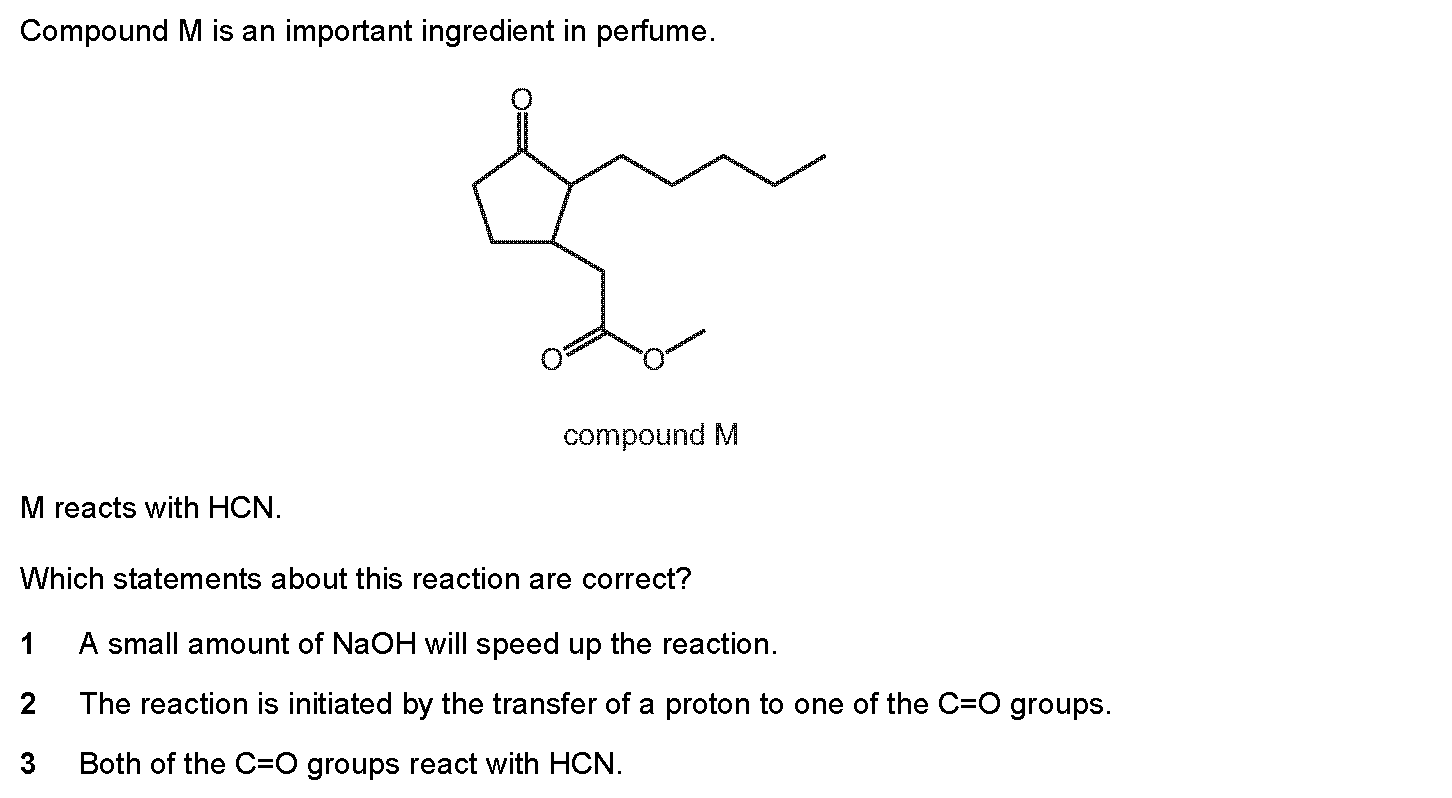 Compound M is an important ingredient in perfume.
O
O
O
compound M
M reacts with HCN.
Which statements about this reaction are correct?
1 A small amount of NaOH will speed up the reaction.
2 The reaction is initiated by the transfer of a proton to one of the C=O groups.
3 Both of the C=O groups react with HCN.